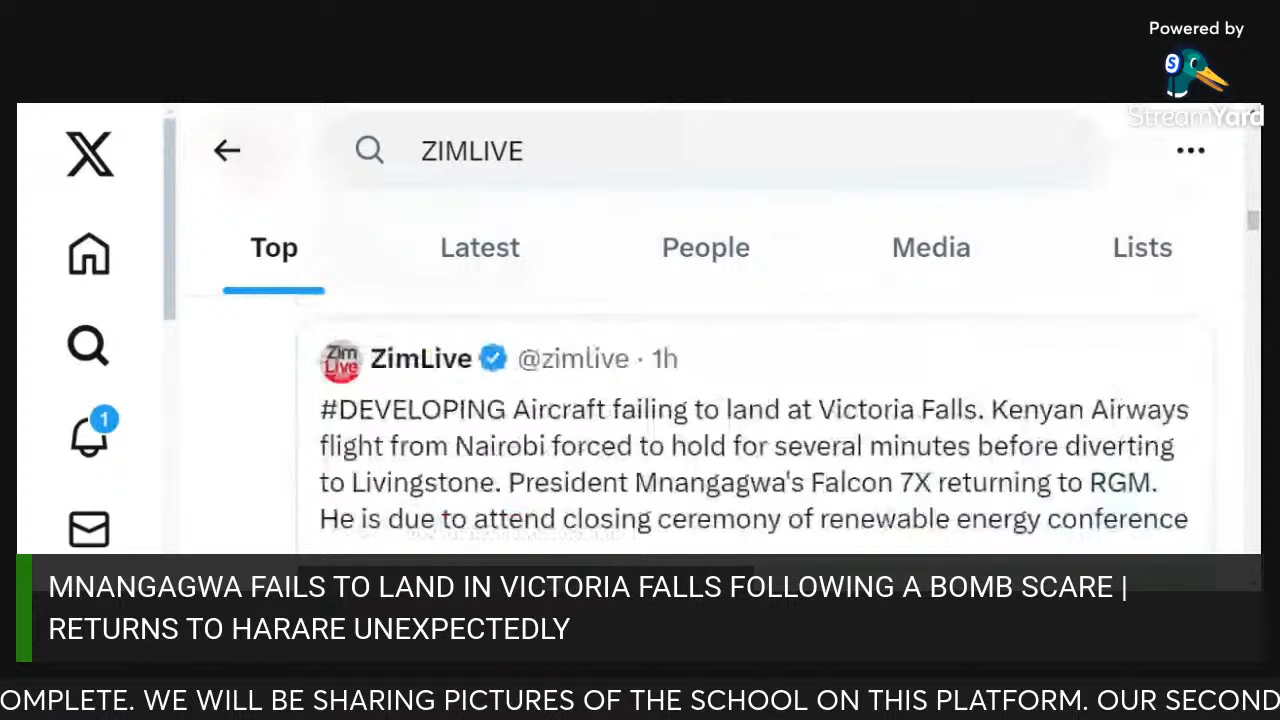 Powered by
S
StreamYard
ZIMLIVE
Top Latest People Media Lists
Zim Live ZimLive @zimlive · 1h
#DEVELOPING Aircraft failing to land at Victoria Falls. Kenyan Airways
flight from Nairobi forced to hold for several minutes before diverting
to Livingstone. President Mnangagwa's Falcon 7X returning to RGM.
He is due to attend closing ceremony of renewable energy conference
1
MNANGAGWA FAILS TO LAND IN VICTORIA FALLS FOLLOWING A BOMB SCARE |
RETURNS TO HARARE UNEXPECTEDLY
OMPLETE. WE WILL BE SHARING PICTURES OF THE SCHOOL ON THIS PLATFORM. OUR SECOND